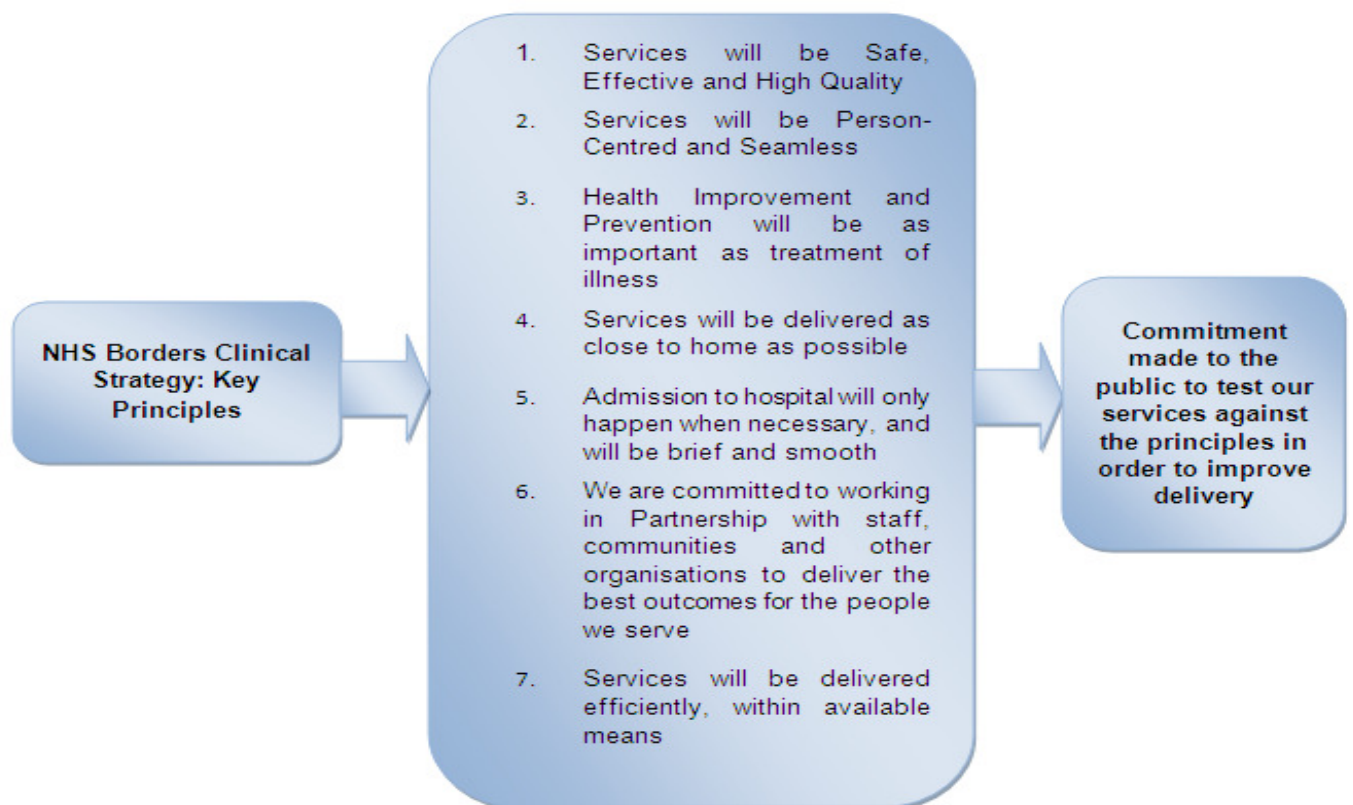 NHS Borders Clinical
Strategy: Key
Principles
1. Services will be Safe,
Effective and High Quality
2. Services will be Person-
Centred and Seamless
3. Health Improvement and
Prevention will be as
important as treatment of
illness
4. Services will be delivered as
close to home as possible
5. Admission to hospital will only
happen when necessary, and
will be brief and smooth
6. We are committed to working
in Partnership with staff,
communities and other
organisations to deliver the
best outcomes for the people
we serve
7. Services will be delivered
efficiently, within available
means
Commitment
made to the
public to test our
services against
the principles in
order to improve
delivery